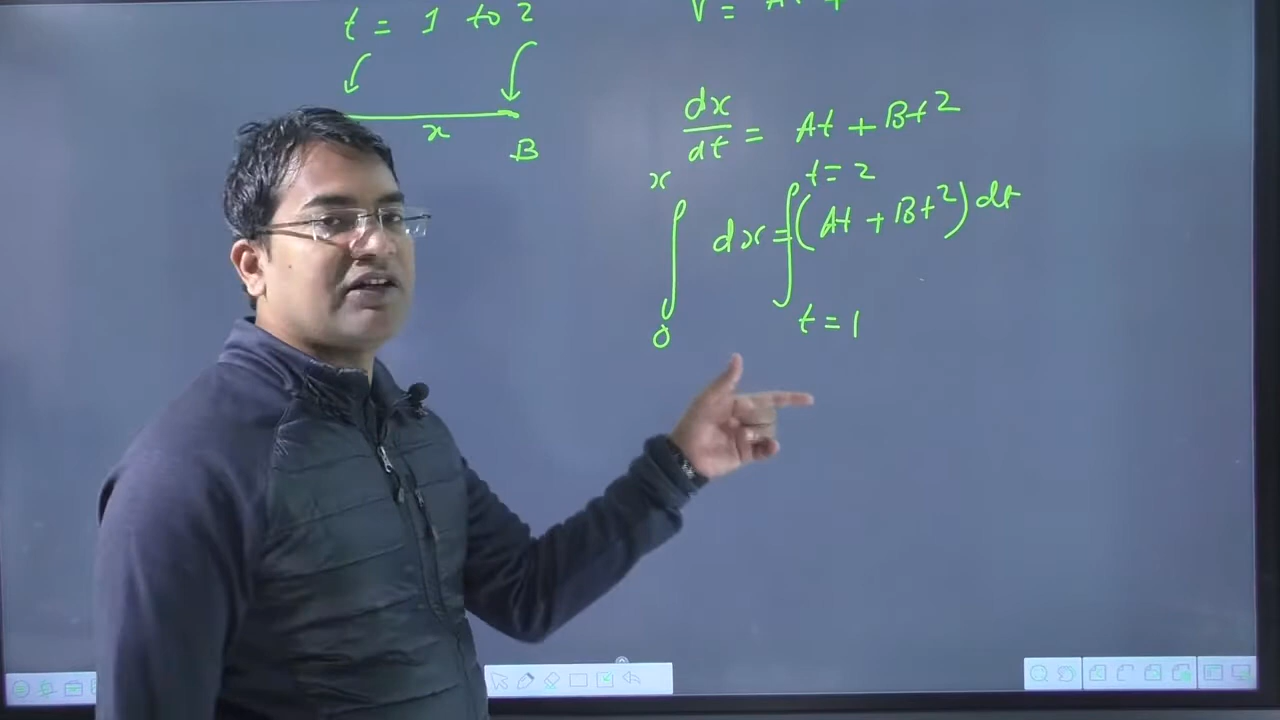 t = 1 to 2
x
B
V =
dx/dt = At + Bt²
x t = 2
∫ dx = ∫ (At + Bt²) dt
0 t = 1